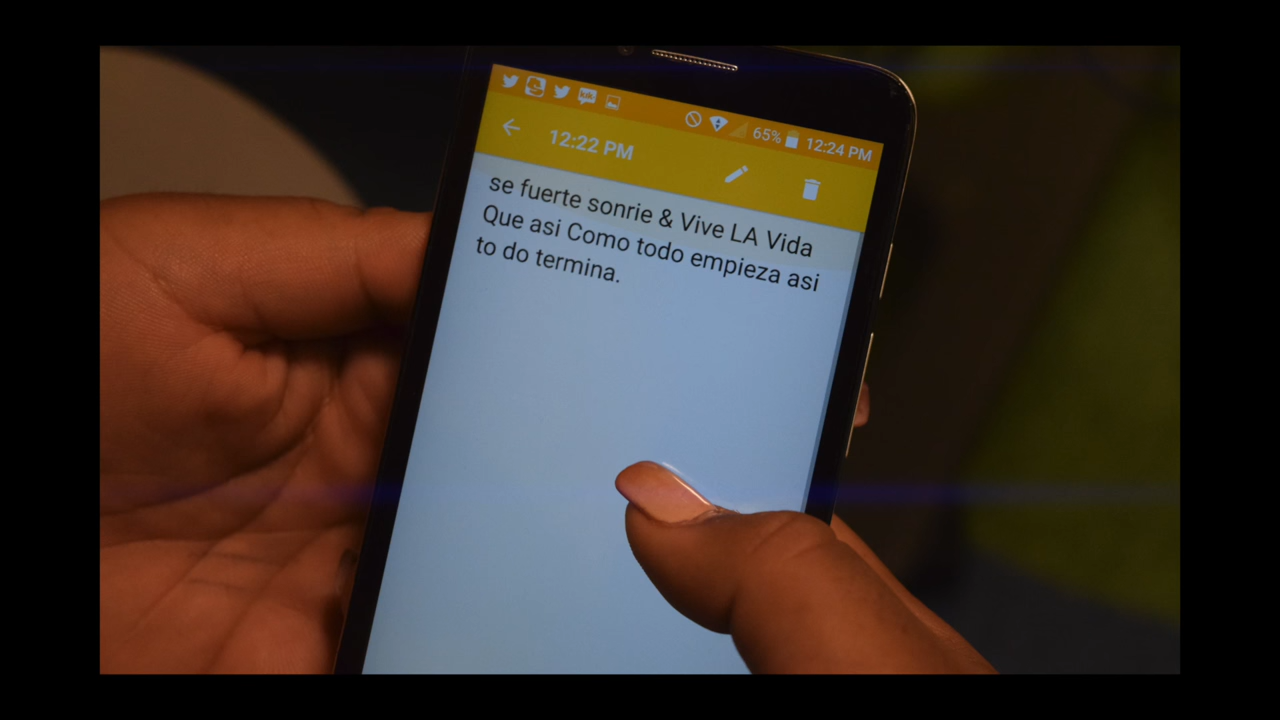 65% 12:24 PM
12:22 PM
se fuerte sonrie & Vive LA Vida
Que asi Como todo empieza asi
to do termina.